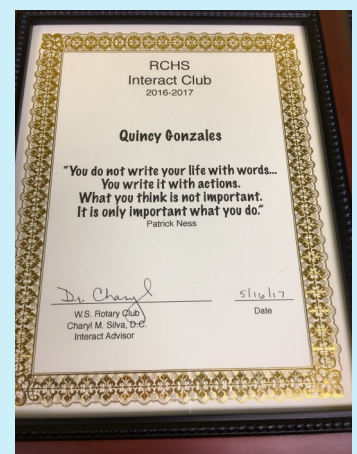 RCHS
Interact Club
2016-2017
Quincy Gonzales
“You do not write your life with words...
You write it with actions.
What you think is not important.
It is only important what you do.”
Patrick Ness
Dr. Charyl
5/16/17
W.S. Rotary Club
Date
Charyl M. Silva, D.C.
Interact Advisor